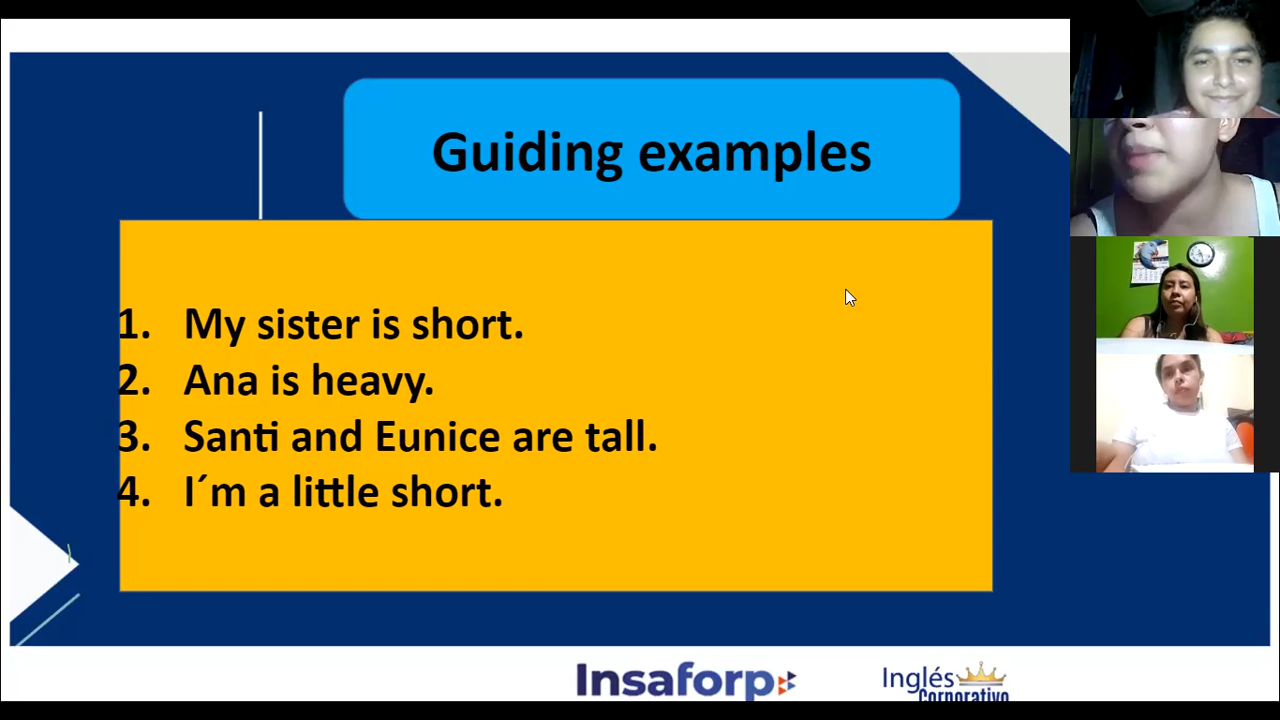 Guiding examples
1. My sister is short.
2. Ana is heavy.
3. Santi and Eunice are tall.
4. I´m a little short.
Insaforp
Inglés
Corporativo